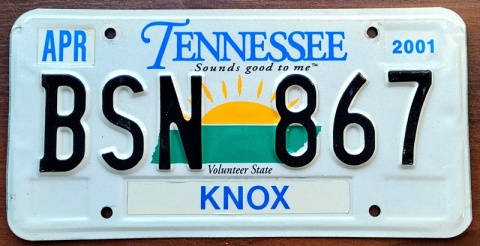 APR TENNESSEE 2001
Sounds good to me™
BSN 867
Volunteer State
KNOX